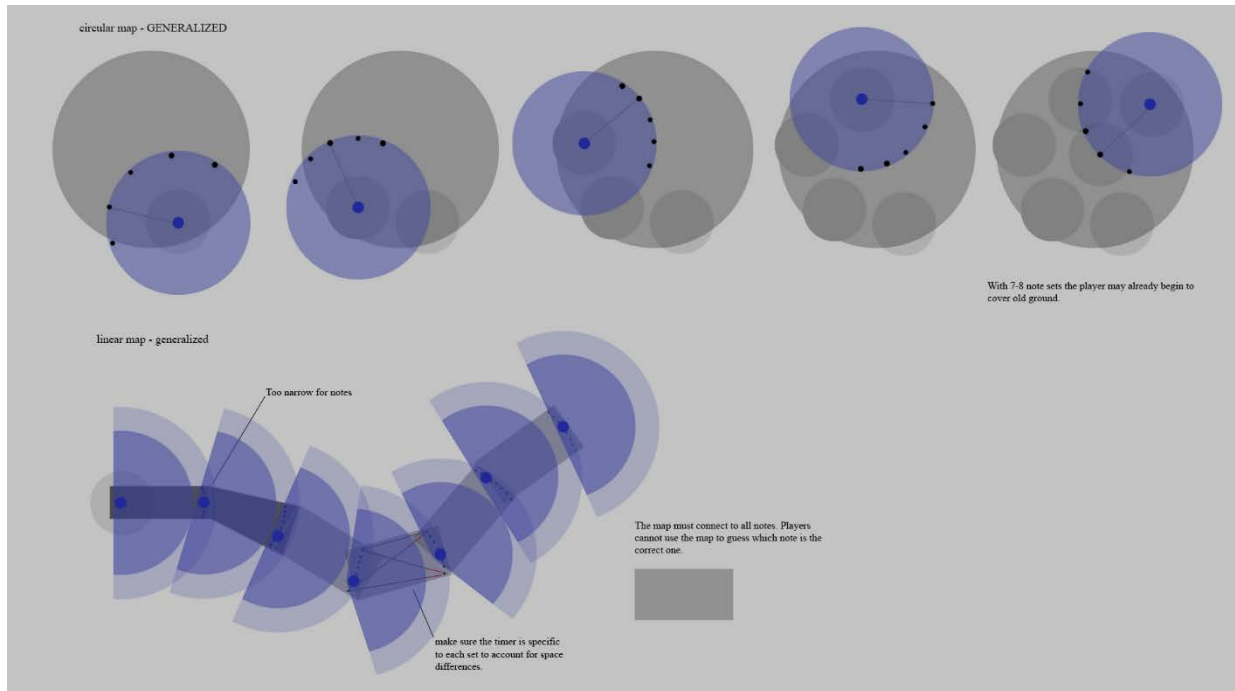 circular map - GENERALIZED
With 7-8 note sets the player may already begin to
cover old ground.
linear map - generalized
Too narrow for notes
The map must connect to all notes. Players
cannot use the map to guess which note is the
correct one.
make sure the timer is specific
to each set to account for space
differences.